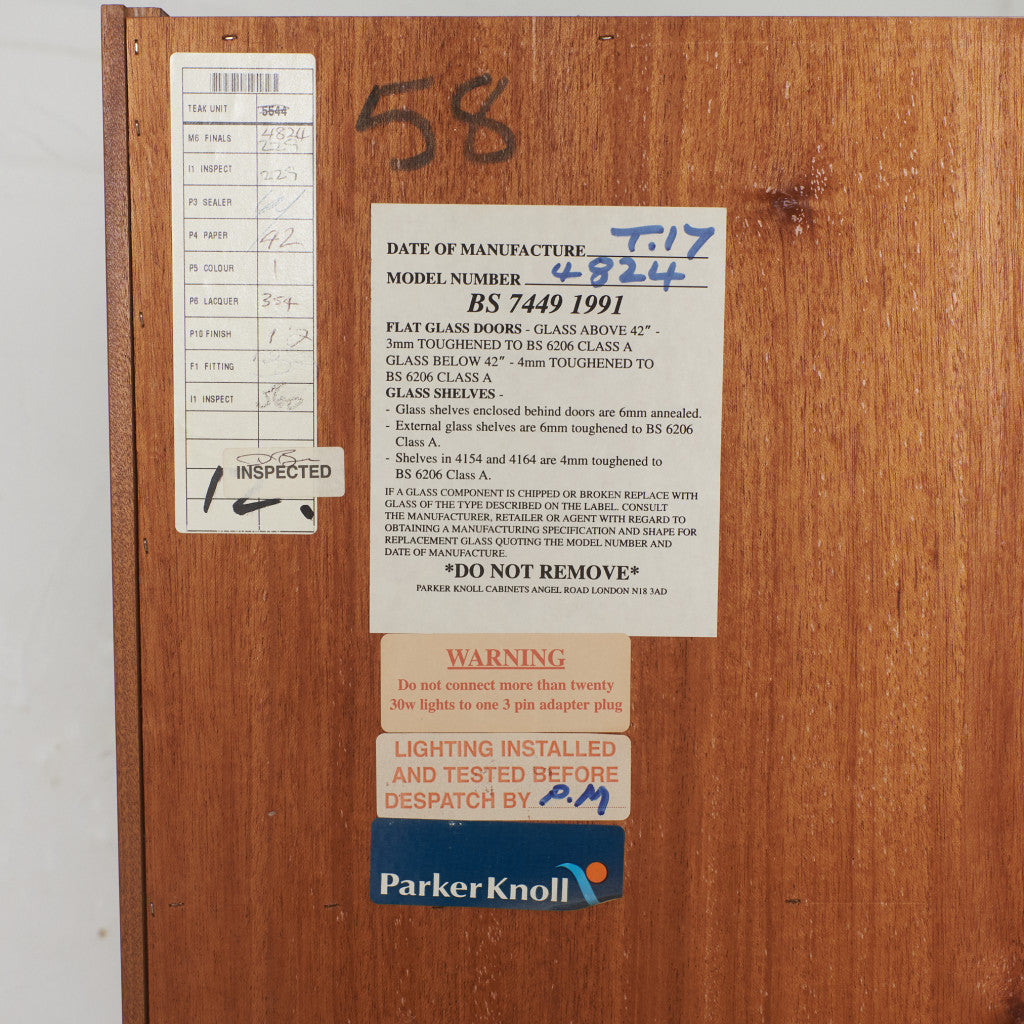 58
TEAK UNIT 5544
M6 FINALS 4824
227
I1 INSPECT 227
P3 SEALER
P4 PAPER 42
P5 COLOUR 1
P6 LACQUER 354
P10 FINISH 1
F1 FITTING
I1 INSPECT 360
INSPECTED
12.
DATE OF MANUFACTURE T.17
MODEL NUMBER 4824
BS 7449 1991
FLAT GLASS DOORS - GLASS ABOVE 42" -
3mm TOUGHENED TO BS 6206 CLASS A
GLASS BELOW 42" - 4mm TOUGHENED TO
BS 6206 CLASS A
GLASS SHELVES -
- Glass shelves enclosed behind doors are 6mm annealed.
- External glass shelves are 6mm toughened to BS 6206
Class A.
- Shelves in 4154 and 4164 are 4mm toughened to
BS 6206 Class A.
IF A GLASS COMPONENT IS CHIPPED OR BROKEN REPLACE WITH
GLASS OF THE TYPE DESCRIBED ON THE LABEL. CONSULT
THE MANUFACTURER, RETAILER OR AGENT WITH REGARD TO
OBTAINING A MANUFACTURING SPECIFICATION AND SHAPE FOR
REPLACEMENT GLASS QUOTING THE MODEL NUMBER AND
DATE OF MANUFACTURE.
*DO NOT REMOVE*
PARKER KNOLL CABINETS ANGEL ROAD LONDON N18 3AD
WARNING
Do not connect more than twenty
30w lights to one 3 pin adapter plug
LIGHTING INSTALLED
AND TESTED BEFORE
DESPATCH BY P.M
Parker Knoll